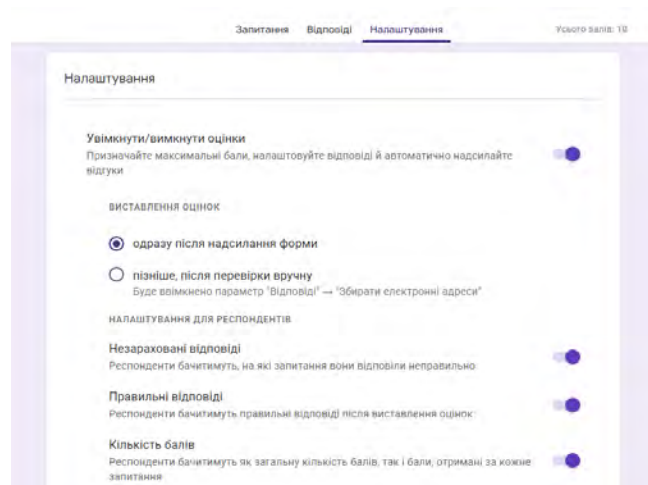 Запитання Відповіді Налаштування Усього балів: 10
Налаштування
Увімкнути/вимкнути оцінки
Призначайте максимальні бали, налаштовуйте відповіді й автоматично надсилайте
відгуки
ВИСТАВЛЕННЯ ОЦІНОК
одразу після надсилання форми
пізніше, після перевірки вручну
Буде ввімкнено параметр "Відповіді" → "Збирати електронні адреси"
НАЛАШТУВАННЯ ДЛЯ РЕСПОНДЕНТІВ
Незараховані відповіді
Респонденти бачитимуть, на які запитання вони відповіли неправильно
Правильні відповіді
Респонденти бачитимуть правильні відповіді після виставлення оцінок
Кількість балів
Респонденти бачитимуть як загальну кількість балів, так і бали, отримані за кожне
запитання